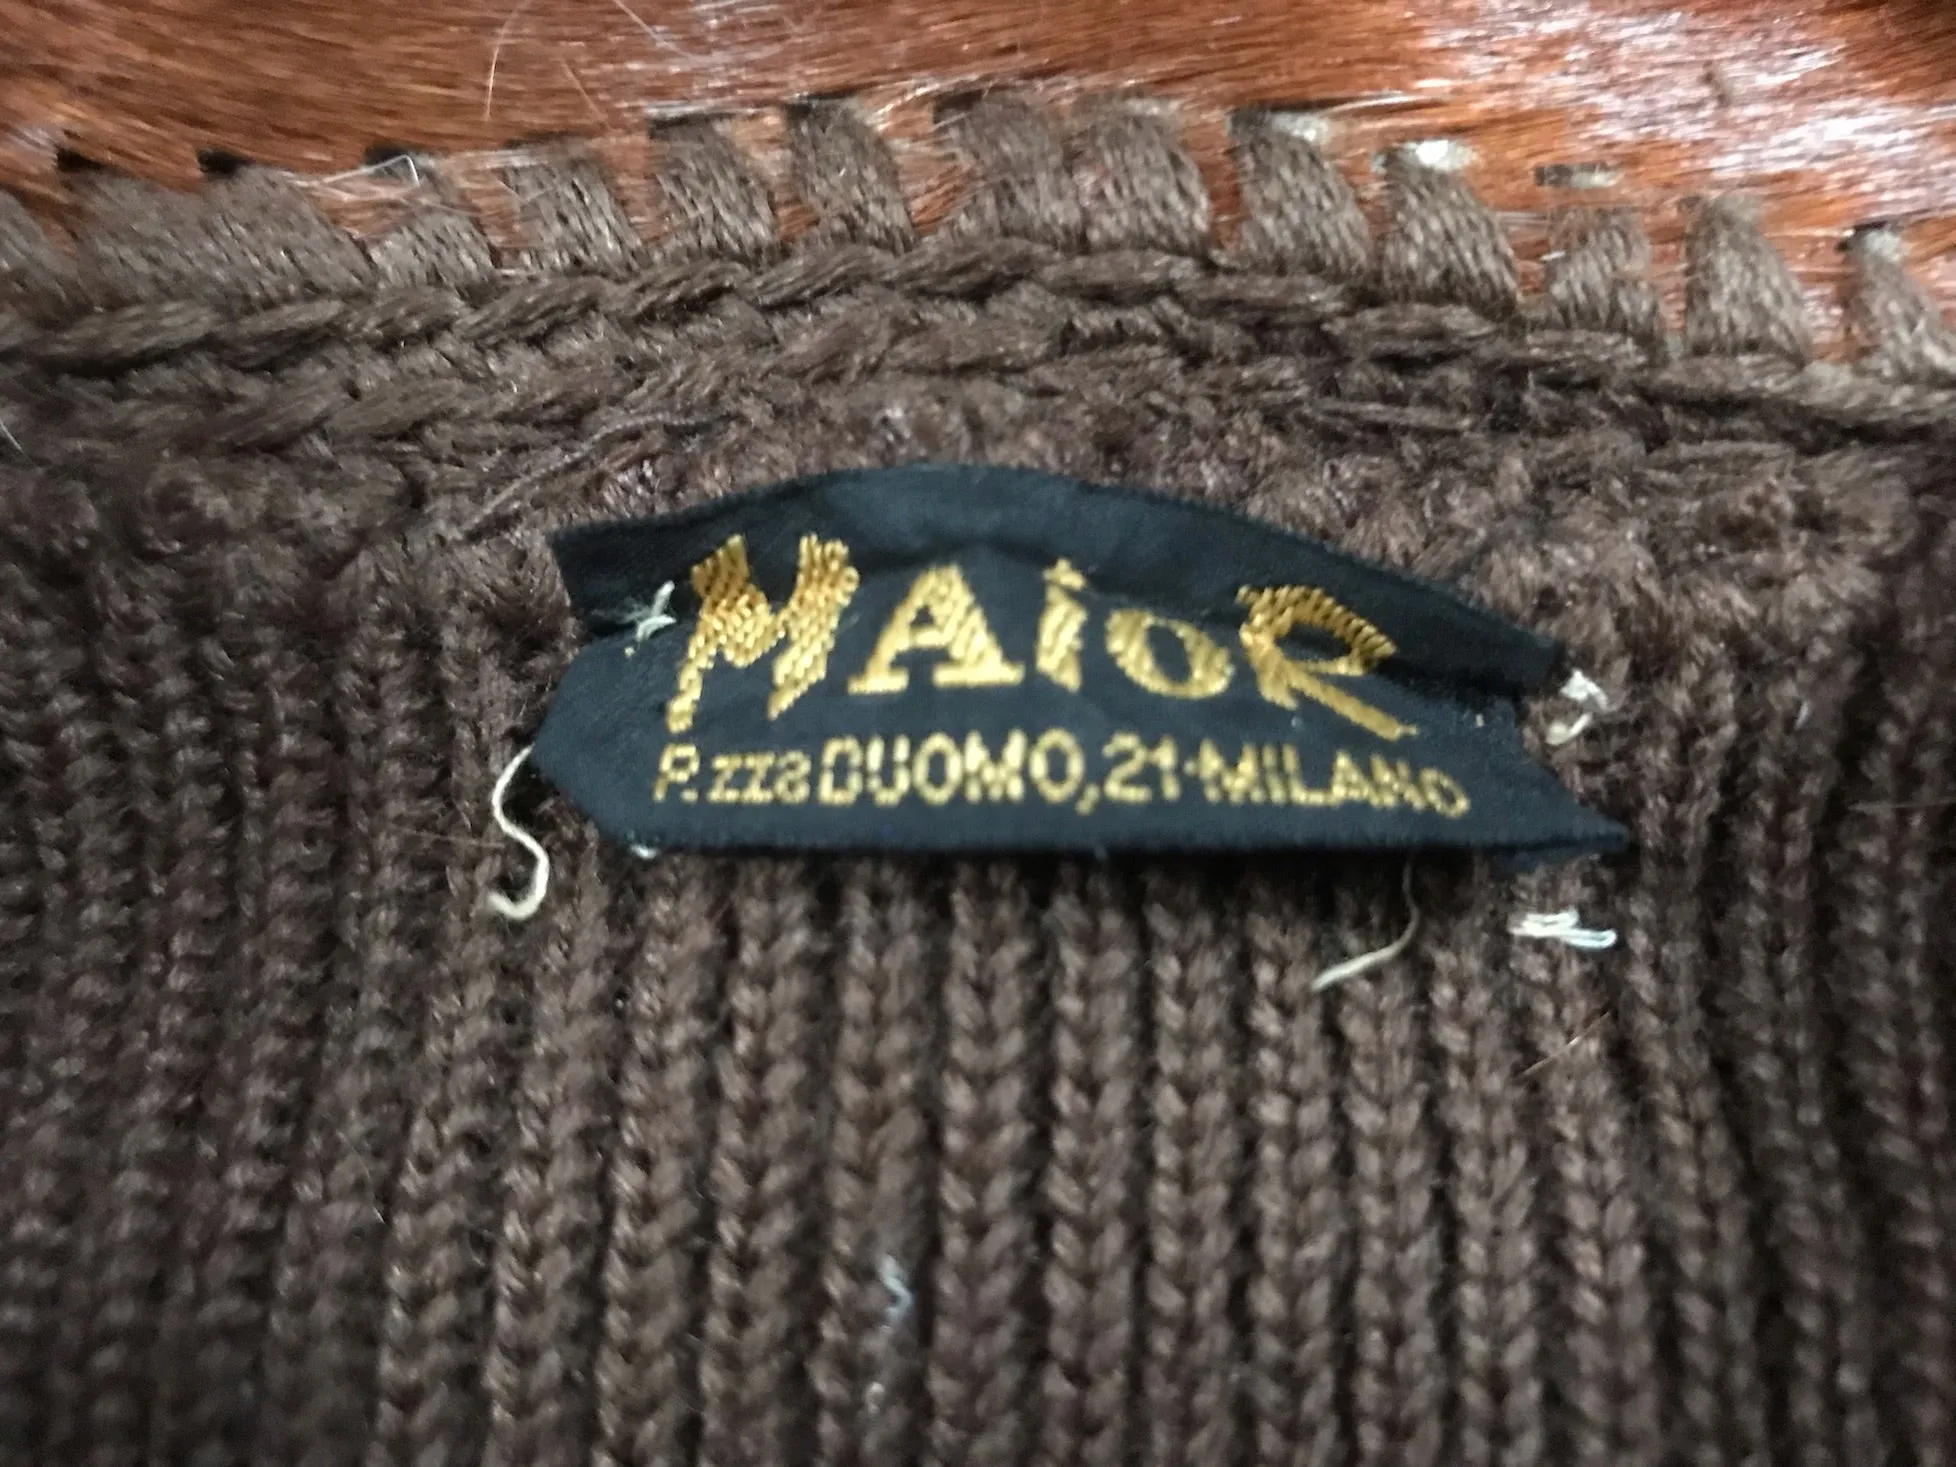 MAioR
P.zza DUOMO,21-MILANO